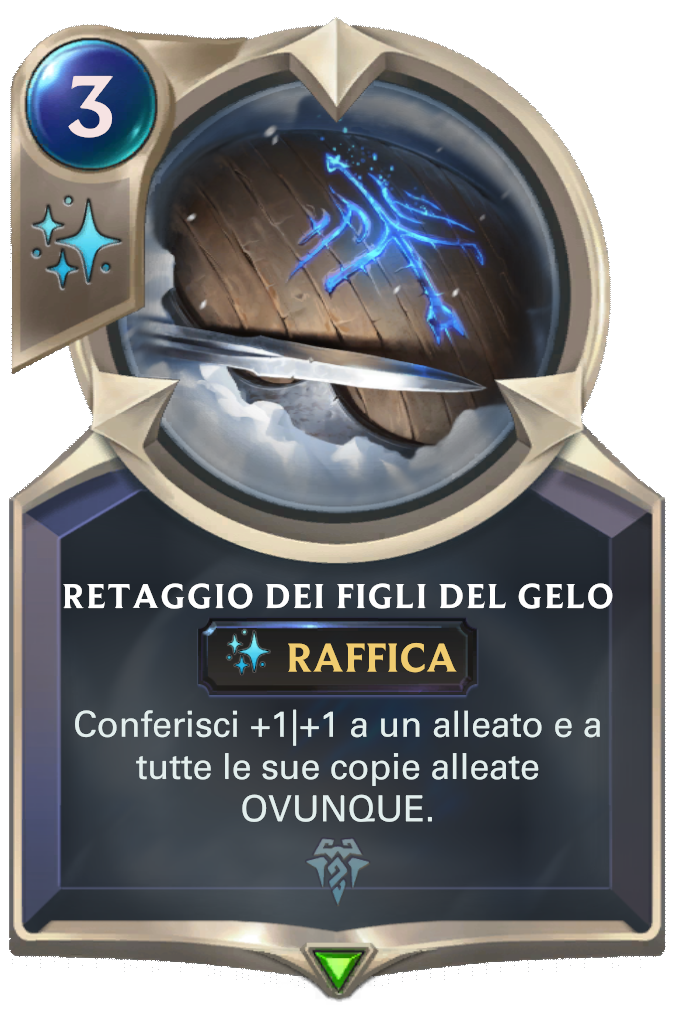 3
RETAGGIO DEI FIGLI DEL GELO
RAFFICA
Conferisci +1|+1 a un alleato e a
tutte le sue copie alleate
OVUNQUE.